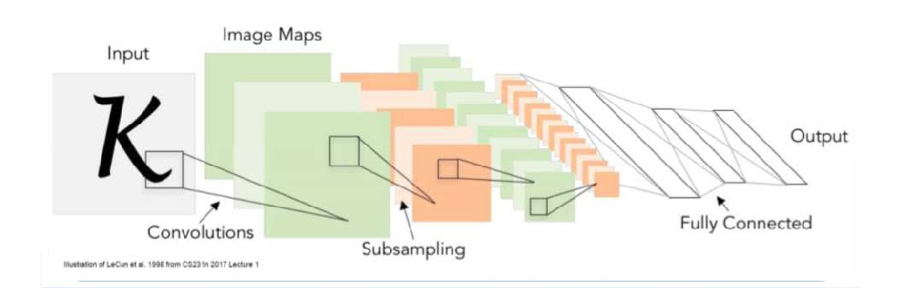 Image Maps
Input
K
Output
Fully Connected
Convolutions
Subsampling
Illustration of LeCun et al. 1998 from CS231n 2017 Lecture 1